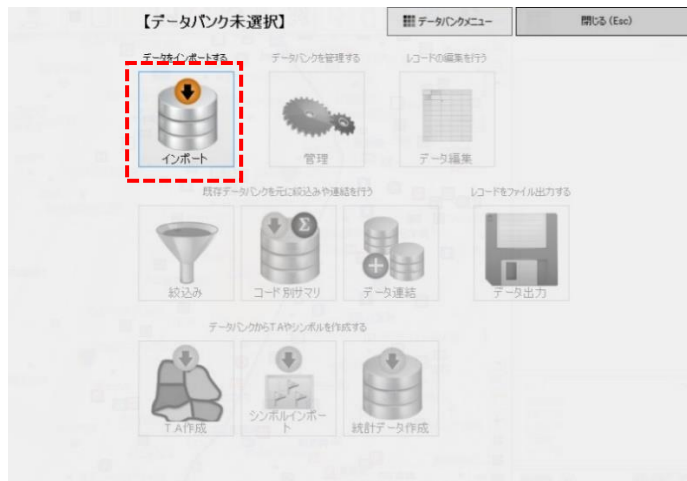 【データバンク未選択】
データバンクメニュー
閉じる(Esc)
データをインポートする
データバンクを管理する
レコードの編集を行う
インポート
管理
データ編集
既存データバンクを元に絞込みや連結を行う
レコードをファイル出力する
絞込み
コード別サマリ
データ連結
データ出力
データバンクからTAやシンボルを作成する
TA作成
シンボルインポー
ト
統計データ作成